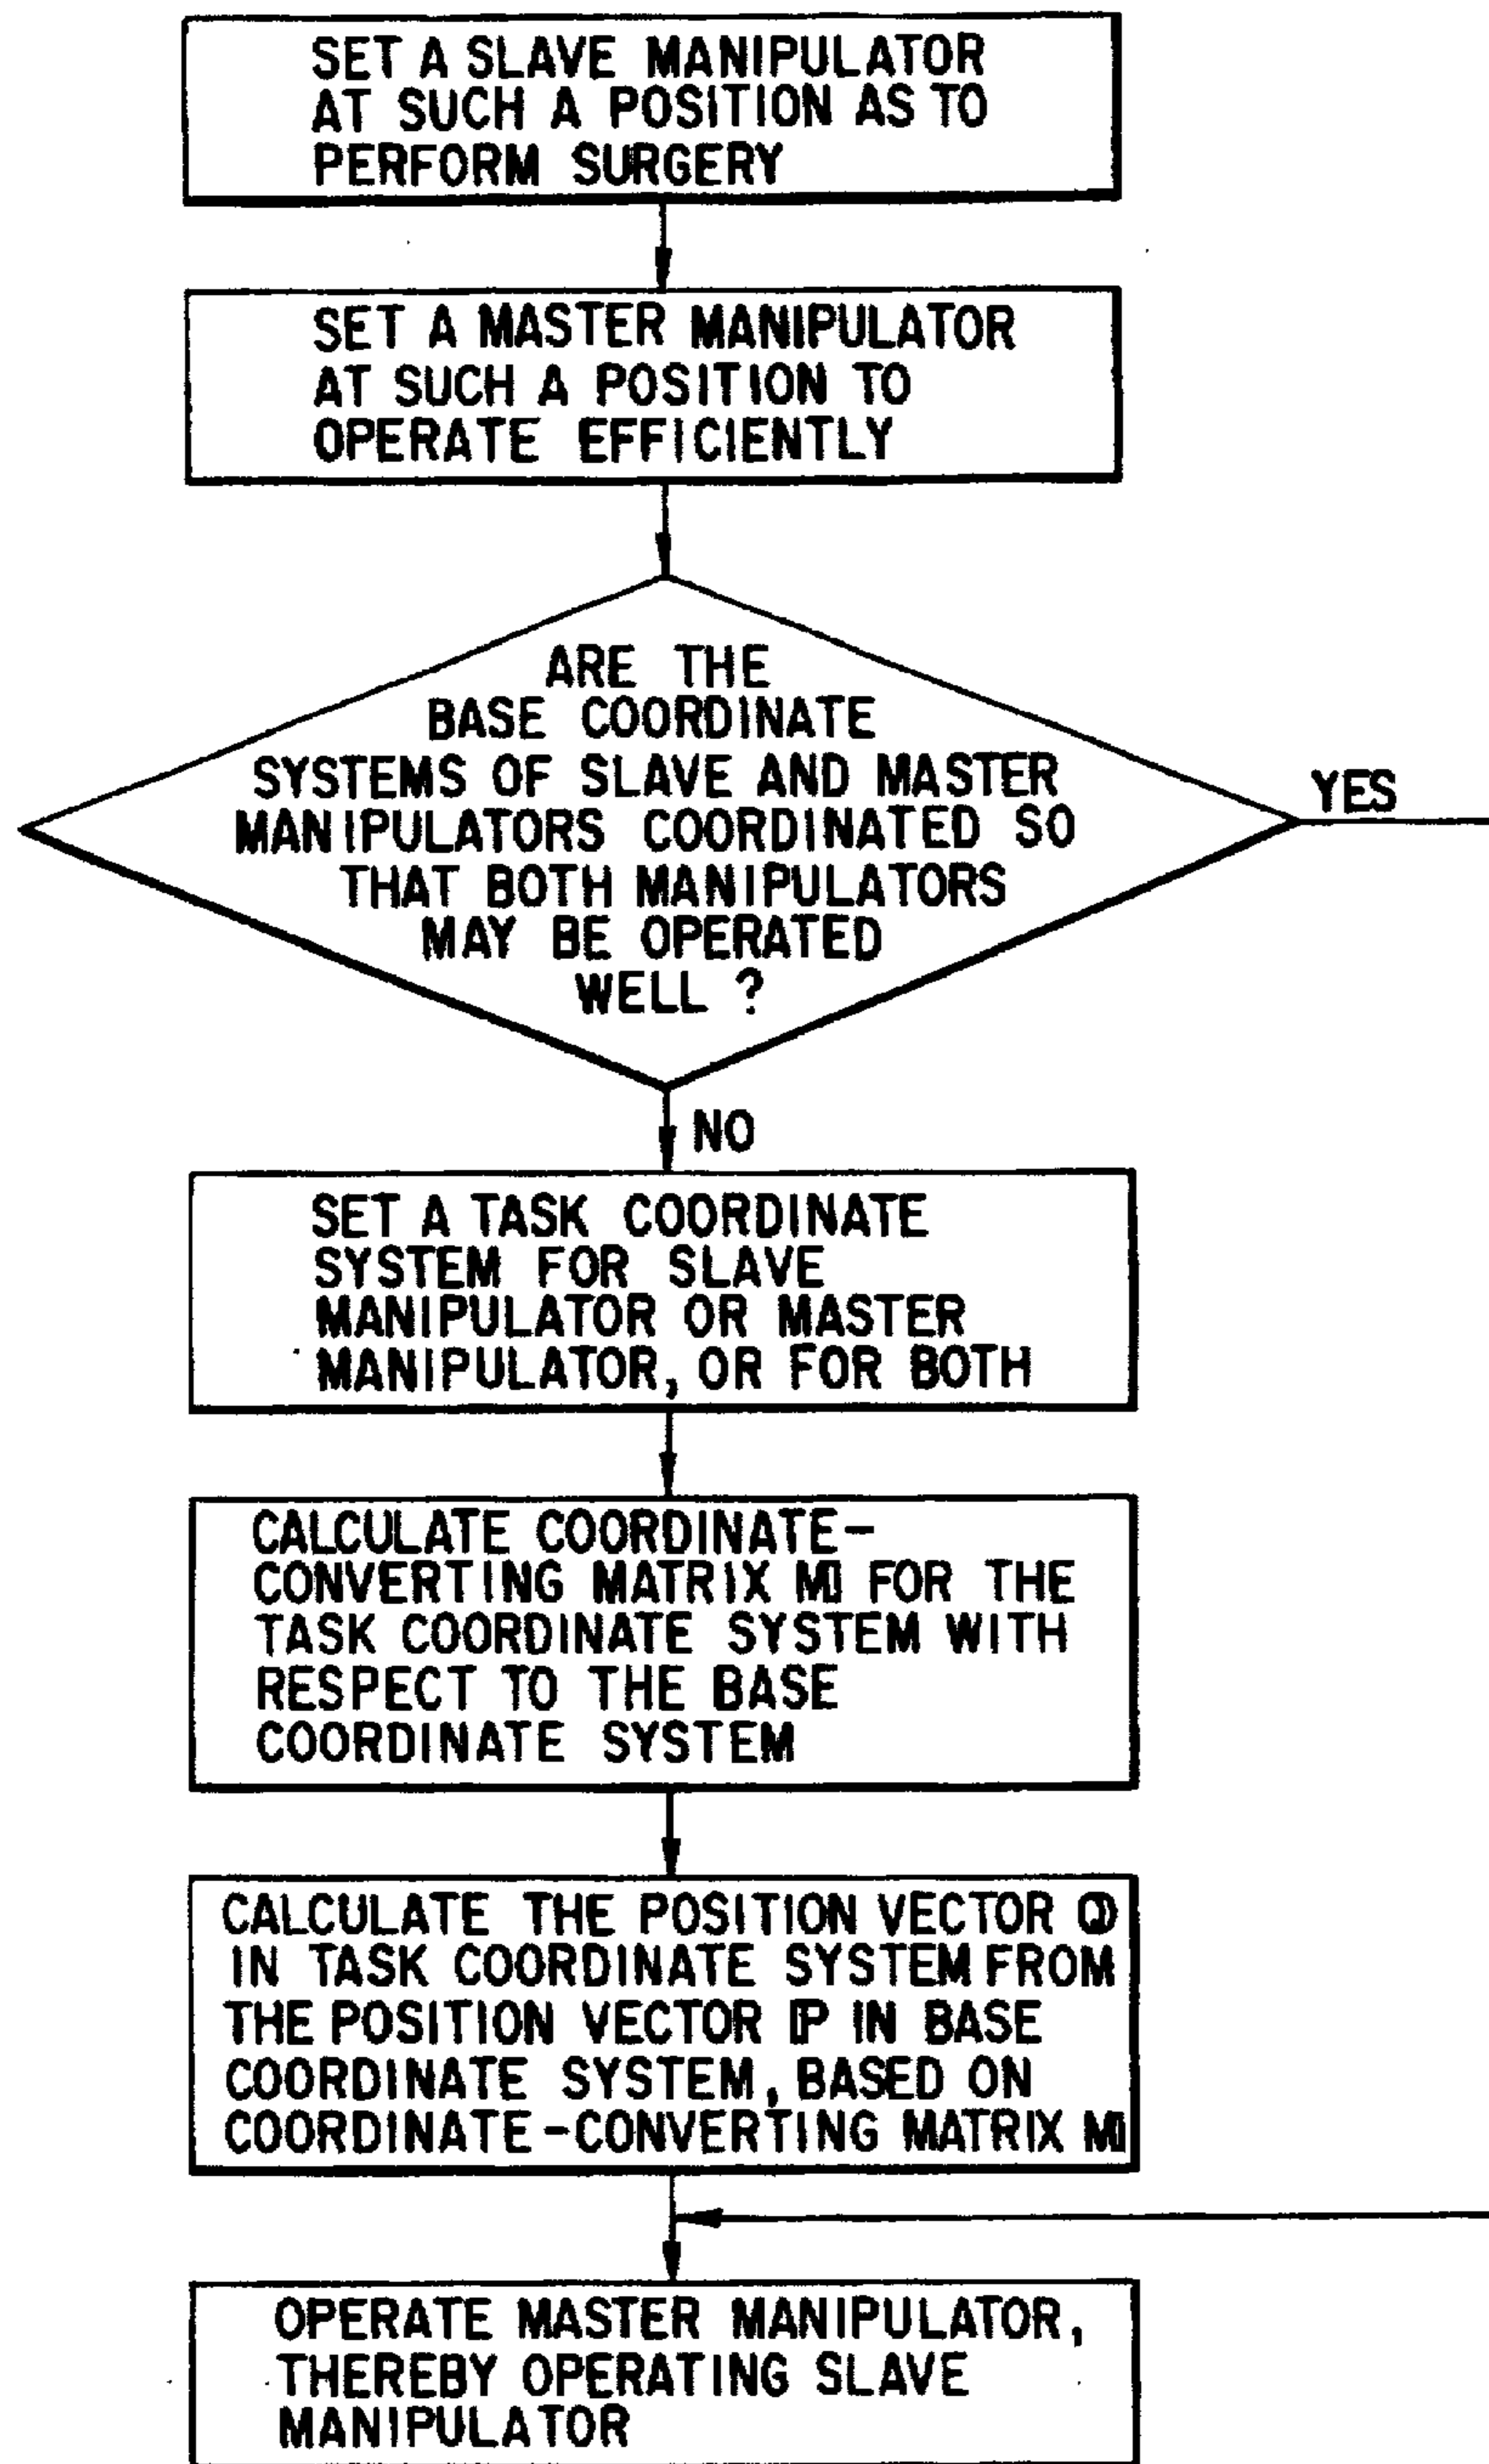 SET A SLAVE MANIPULATOR
AT SUCH A POSITION AS TO
PERFORM SURGERY
SET A MASTER MANIPULATOR
AT SUCH A POSITION TO
OPERATE EFFICIENTLY
ARE THE
BASE COORDINATE
SYSTEMS OF SLAVE AND MASTER
MANIPULATORS COORDINATED SO
THAT BOTH MANIPULATORS
MAY BE OPERATED
WELL ?
YES
NO
SET A TASK COORDINATE
SYSTEM FOR SLAVE
MANIPULATOR OR MASTER
MANIPULATOR, OR FOR BOTH
CALCULATE COORDINATE-
CONVERTING MATRIX M FOR THE
TASK COORDINATE SYSTEM WITH
RESPECT TO THE BASE
COORDINATE SYSTEM
CALCULATE THE POSITION VECTOR Q
IN TASK COORDINATE SYSTEM FROM
THE POSITION VECTOR P IN BASE
COORDINATE SYSTEM, BASED ON
COORDINATE-CONVERTING MATRIX M
OPERATE MASTER MANIPULATOR,
THEREBY OPERATING SLAVE
MANIPULATOR